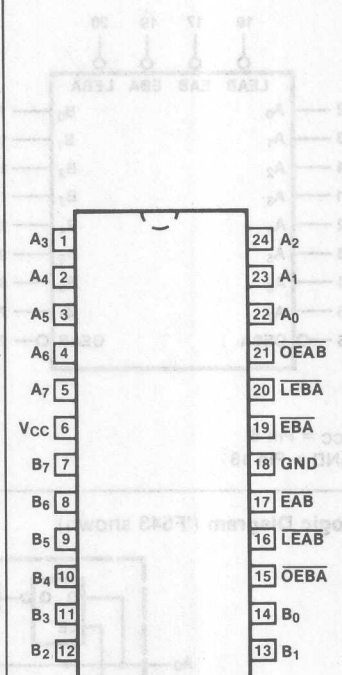 A3 1 24 A2
A4 2 23 A1
A5 3 22 A0
A6 4 21 OEAB
A7 5 20 LEBA
VCC 6 19 EBA
B7 7 18 GND
B6 8 17 EAB
B5 9 16 LEAB
B4 10 15 OEBA
B3 11 14 B0
B2 12 13 B1